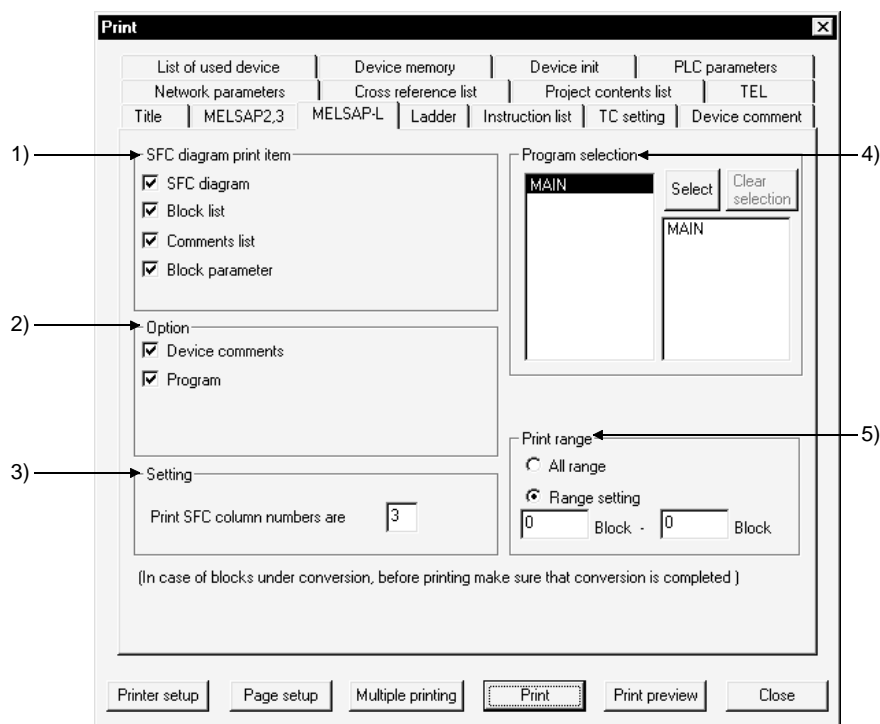 Print
List of used device Device memory Device init PLC parameters
Network parameters Cross reference list Project contents list TEL
Title MELSAP2,3 MELSAP-L Ladder Instruction list TC setting Device comment
1) SFC diagram print item
SFC diagram
Block list
Comments list
Block parameter
2) Option
Device comments
Program
3) Setting
Print SFC column numbers are 3
Program selection 4)
MAIN Select Clear
selection
MAIN
Print range 5)
All range
Range setting
0 Block - 0 Block
(In case of blocks under conversion, before printing make sure that conversion is completed )
Printer setup Page setup Multiple printing Print Print preview Close